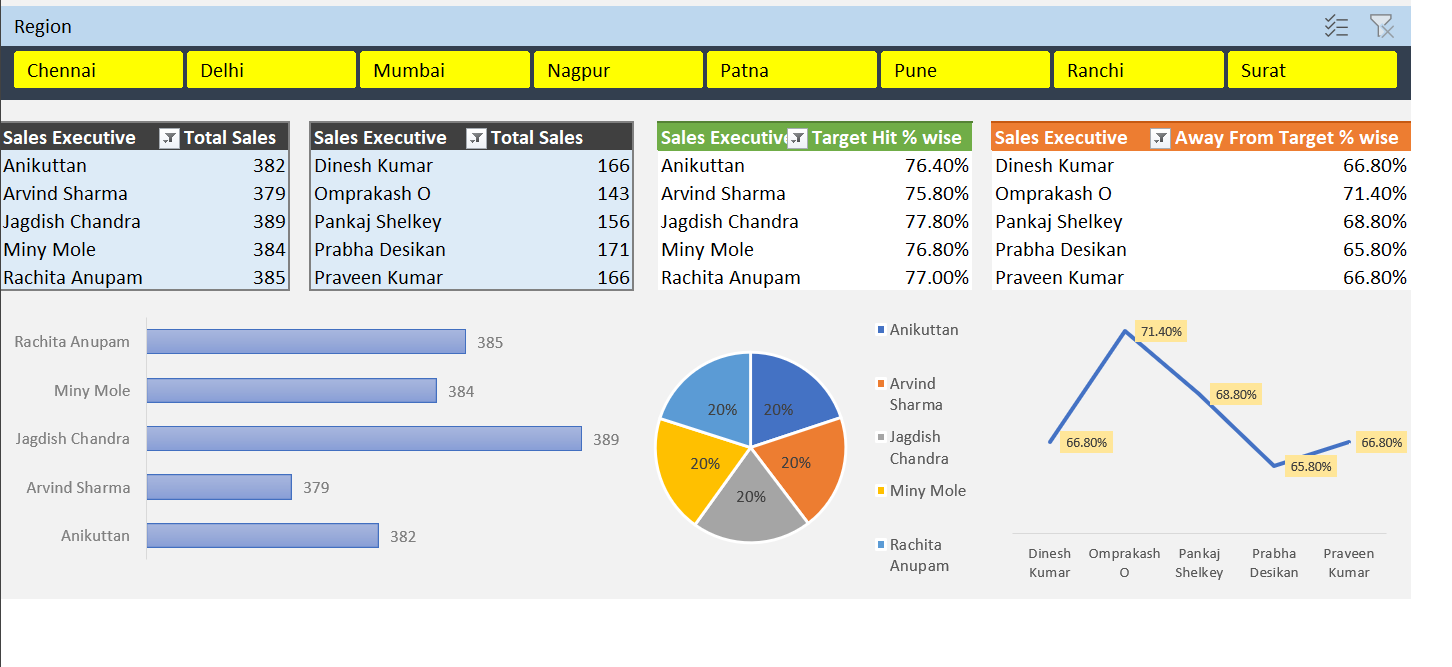 Region
Chennai Delhi Mumbai Nagpur Patna Pune Ranchi Surat
Sales Executive Total Sales
Anikuttan 382
Arvind Sharma 379
Jagdish Chandra 389
Miny Mole 384
Rachita Anupam 385
Sales Executive Total Sales
Dinesh Kumar 166
Omprakash O 143
Pankaj Shelkey 156
Prabha Desikan 171
Praveen Kumar 166
Sales Executive Target Hit % wise
Anikuttan 76.40%
Arvind Sharma 75.80%
Jagdish Chandra 77.80%
Miny Mole 76.80%
Rachita Anupam 77.00%
Sales Executive Away From Target % wise
Dinesh Kumar 66.80%
Omprakash O 71.40%
Pankaj Shelkey 68.80%
Prabha Desikan 65.80%
Praveen Kumar 66.80%
Rachita Anupam 385
Miny Mole 384
Jagdish Chandra 389
Arvind Sharma 379
Anikuttan 382
20% 20%
20% 20%
20%
Anikuttan
Arvind
Sharma
Jagdish
Chandra
Miny Mole
Rachita
Anupam
71.40%
68.80%
66.80% 66.80%
65.80%
Dinesh Omprakash Pankaj Prabha Praveen
Kumar O Shelkey Desikan Kumar